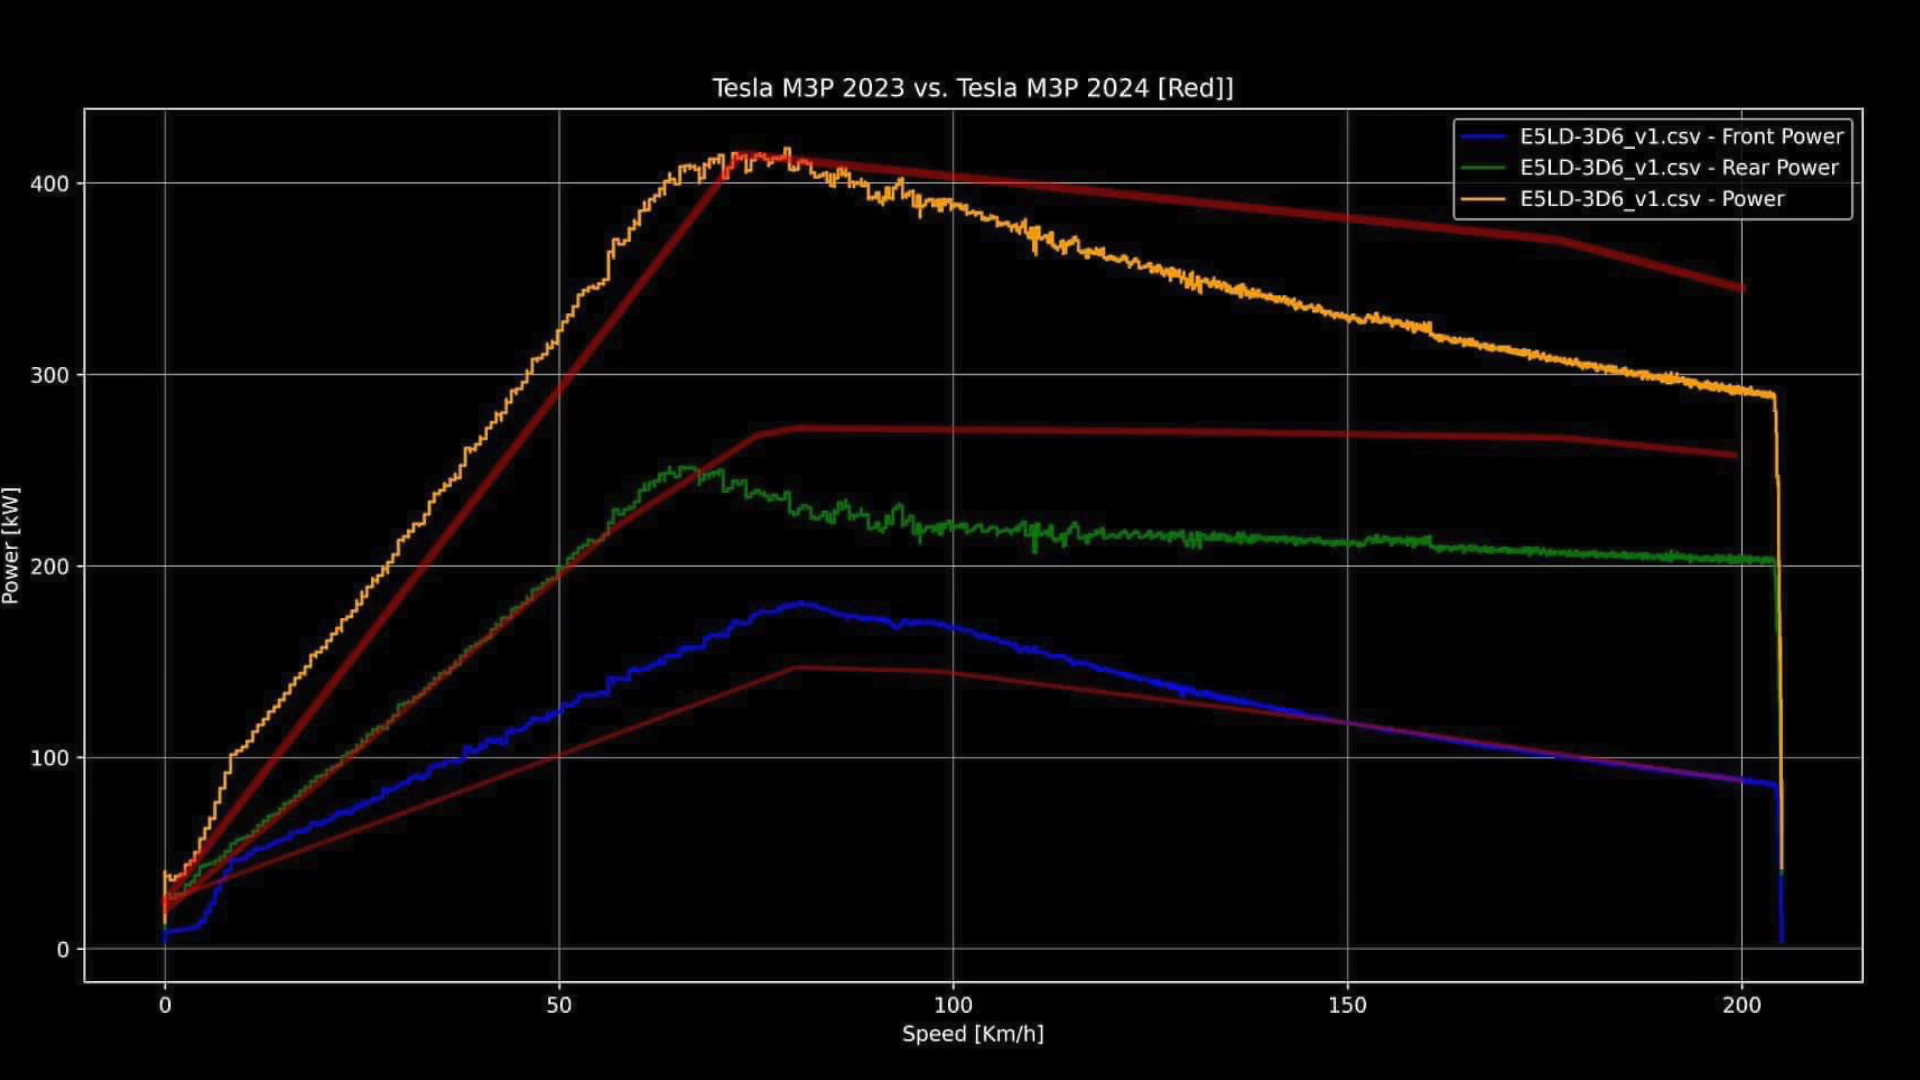 Tesla M3P 2023 vs. Tesla M3P 2024 [Red]]
E5LD-3D6_v1.csv - Front Power
E5LD-3D6_v1.csv - Rear Power
E5LD-3D6_v1.csv - Power
Power [kW]
400
300
200
100
0
0
50
100
150
200
Speed [Km/h]